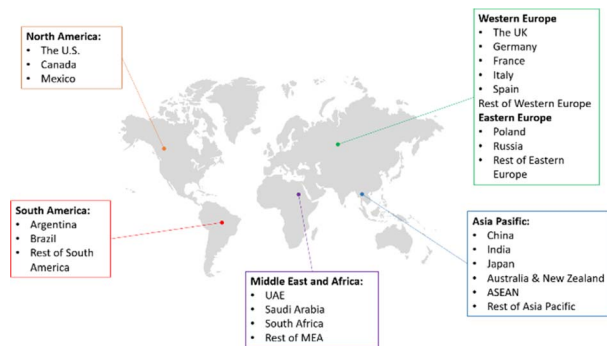 North America:
• The U.S.
• Canada
• Mexico
Western Europe:
• The UK
• Germany
• France
• Italy
• Spain
Rest of Western Europe
Eastern Europe
• Poland
• Russia
• Rest of Eastern
Europe
South America:
• Argentina
• Brazil
• Rest of South
America
Middle East and Africa:
• UAE
• Saudi Arabia
• South Africa
• Rest of MEA
Asia Pasific:
• China
• India
• Japan
• Australia & New Zealand
• ASEAN
• Rest of Asia Pacific